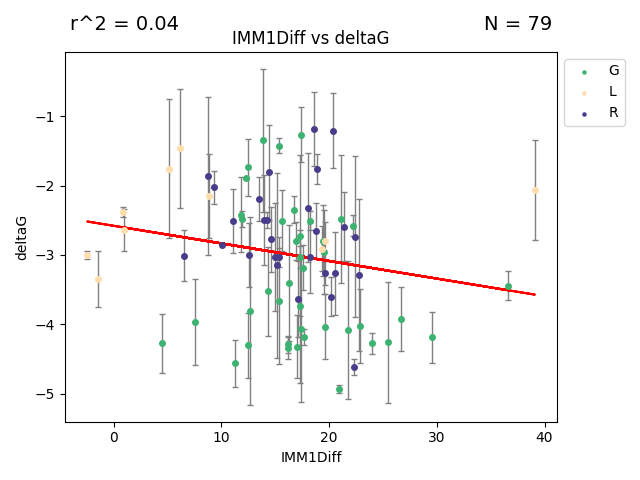 r^2 = 0.04
N = 79
IMM1Diff vs deltaG
G
L
R
−1
−2
−3
−4
−5
deltaG
0
10
20
30
40
IMM1Diff